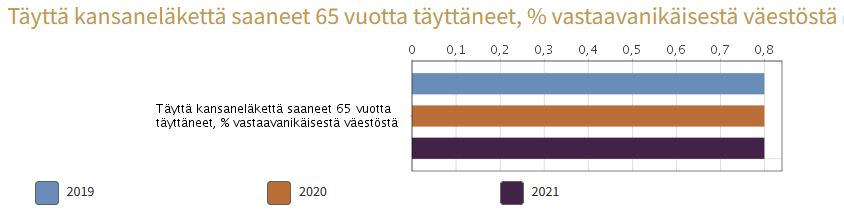 Täyttä kansaneläkettä saaneet 65 vuotta täyttäneet, % vastaavanikäisestä väestöstä
0 0,1 0,2 0,3 0,4 0,5 0,6 0,7 0,8
Täyttä kansaneläkettä saaneet 65 vuotta
täyttäneet, % vastaavanikäisestä väestöstä
2019 2020 2021